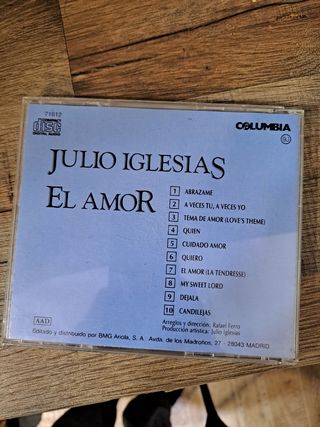 COMPACT
disc
DIGITAL AUDIO
71612
COLUMBIA
JULIO IGLESIAS
EL AMOR
1 ABRAZAME
2 A VECES TU, A VECES YO
3 TEMA DE AMOR (LOVE'S THEME)
4 QUIEN
5 CUIDADO AMOR
6 QUIERO
7 EL AMOR (LA TENDRESSE)
8 MY SWEET LORD
9 DEJALA
10 CANDILEJAS
Arreglos y dirección: Rafael Ferro
Producción artística: Julio Iglesias
AAD
Editado y distribuido por BMG Ariola, S. A. Avda. de los Madroños, 27 - 28043 MADRID